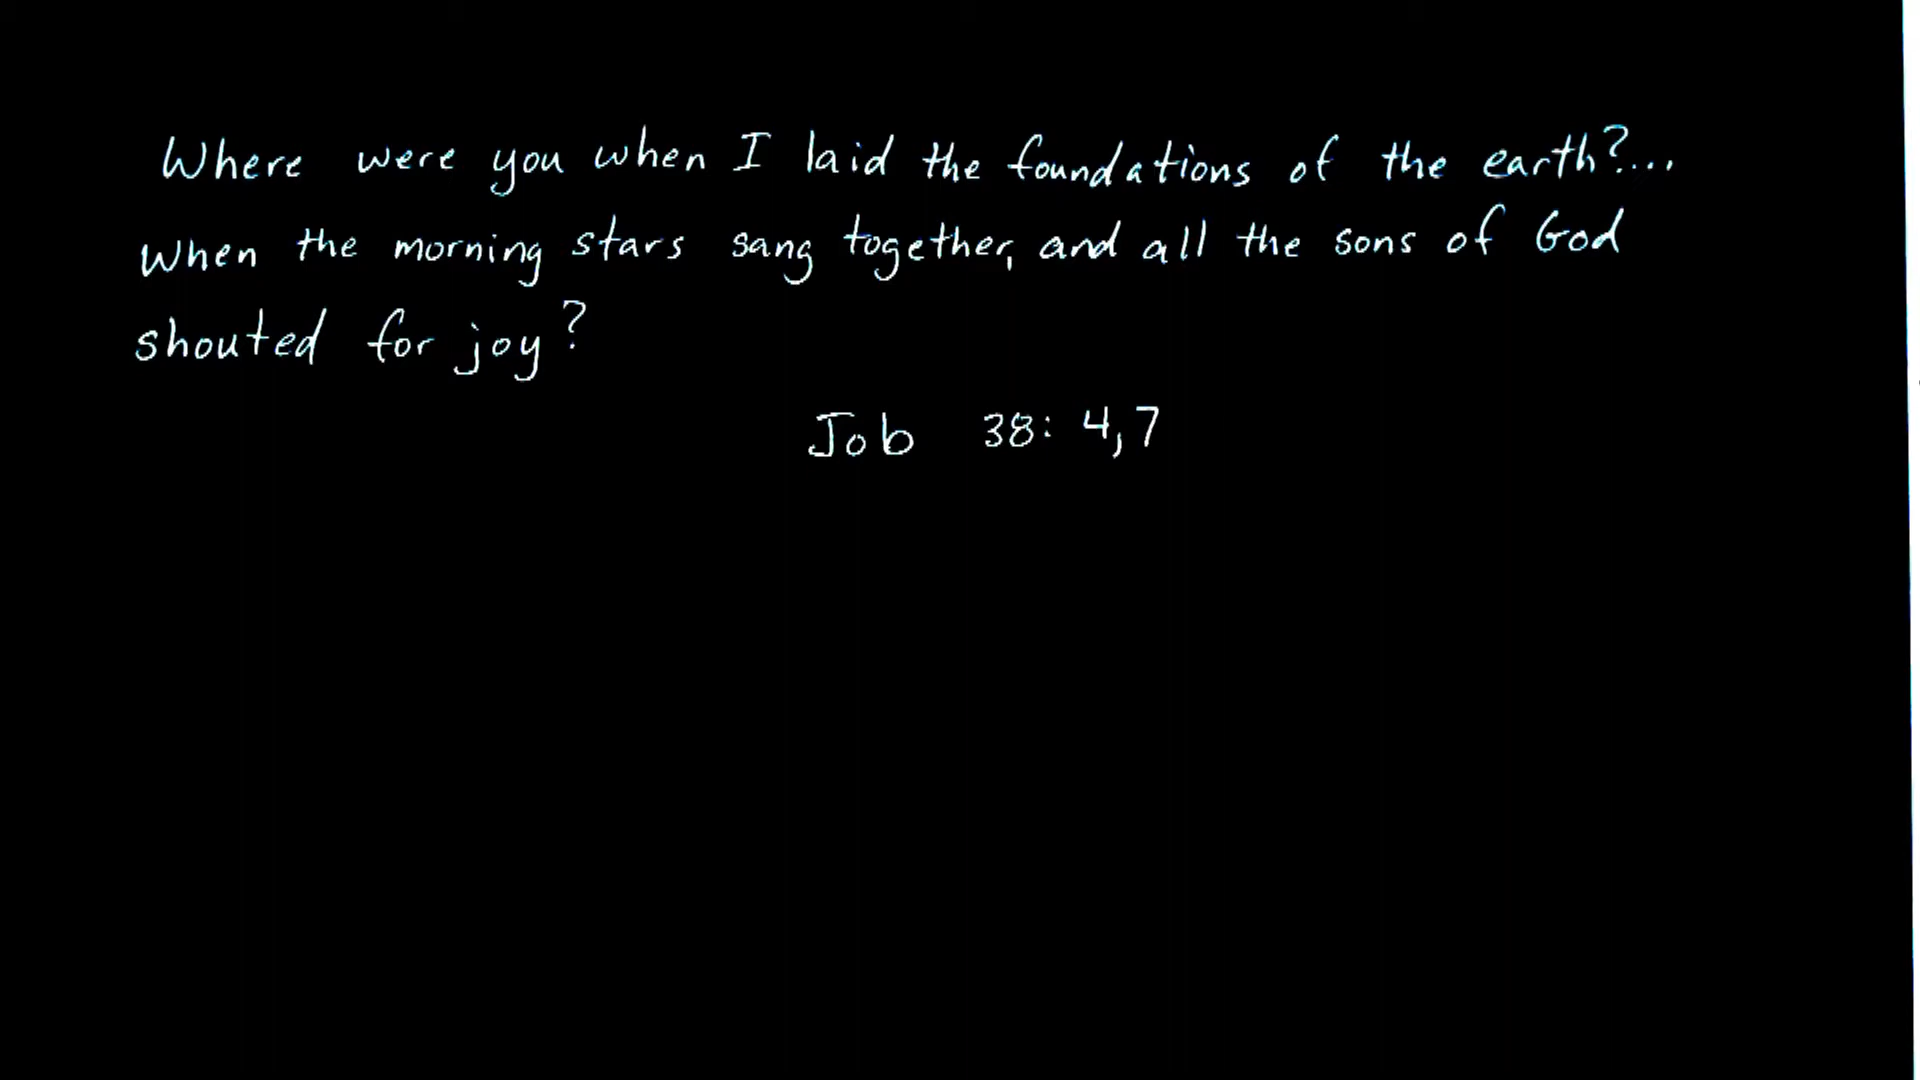 Where were you when I laid the foundations of the earth?...
When the morning stars sang together, and all the sons of God
shouted for joy?
Job 38: 4,7